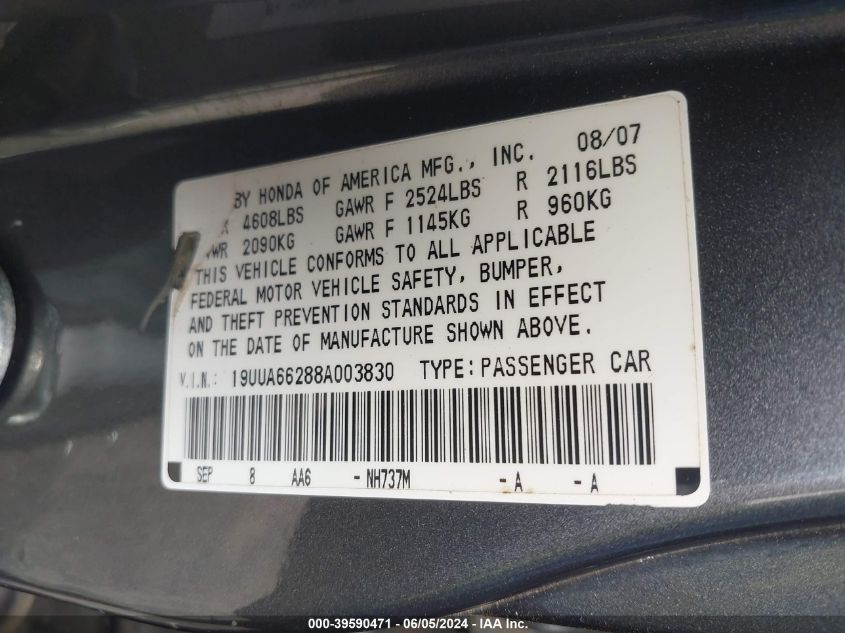 08/07
BY HONDA OF AMERICA MFG., INC.
4608LBS GAWR F 2524LBS R 2116LBS
2090KG GAWR F 1145KG R 960KG
THIS VEHICLE CONFORMS TO ALL APPLICABLE
FEDERAL MOTOR VEHICLE SAFETY, BUMPER,
AND THEFT PREVENTION STANDARDS IN EFFECT
ON THE DATE OF MANUFACTURE SHOWN ABOVE.
V.I.N.: 19UUA66288A003830 TYPE: PASSENGER CAR
SEP 8 AA6 - NH737M - A - A
000-39590471 - 06/05/2024 - IAA Inc.